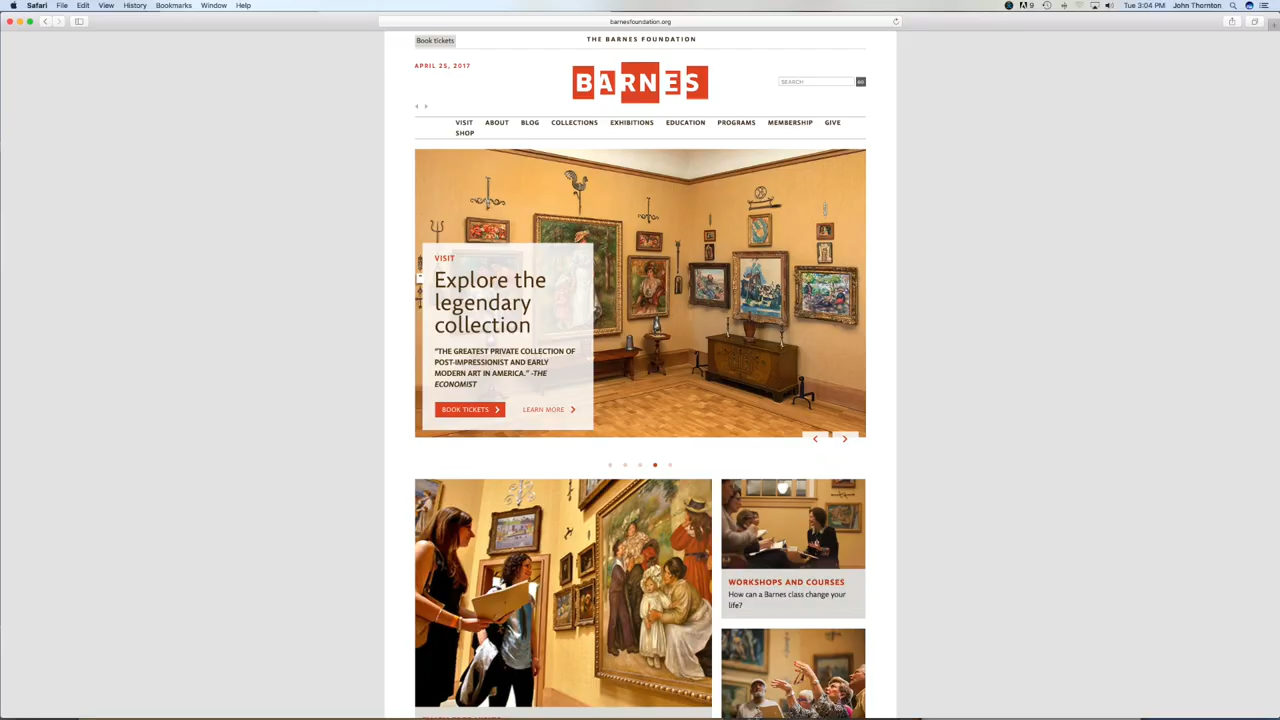 Safari File Edit View History Bookmarks Window Help
9
Tue 3:04 PM John Thornton
barnesfoundation.org
Book tickets
THE BARNES FOUNDATION
APRIL 25, 2017
BARNES
SEARCH
GO
VISIT ABOUT BLOG COLLECTIONS EXHIBITIONS EDUCATION PROGRAMS MEMBERSHIP GIVE
SHOP
VISIT
Explore the
legendary
collection
"THE GREATEST PRIVATE COLLECTION OF
POST-IMPRESSIONIST AND EARLY
MODERN ART IN AMERICA." -THE
ECONOMIST
BOOK TICKETS
LEARN MORE
WORKSHOPS AND COURSES
How can a Barnes class change your
life?